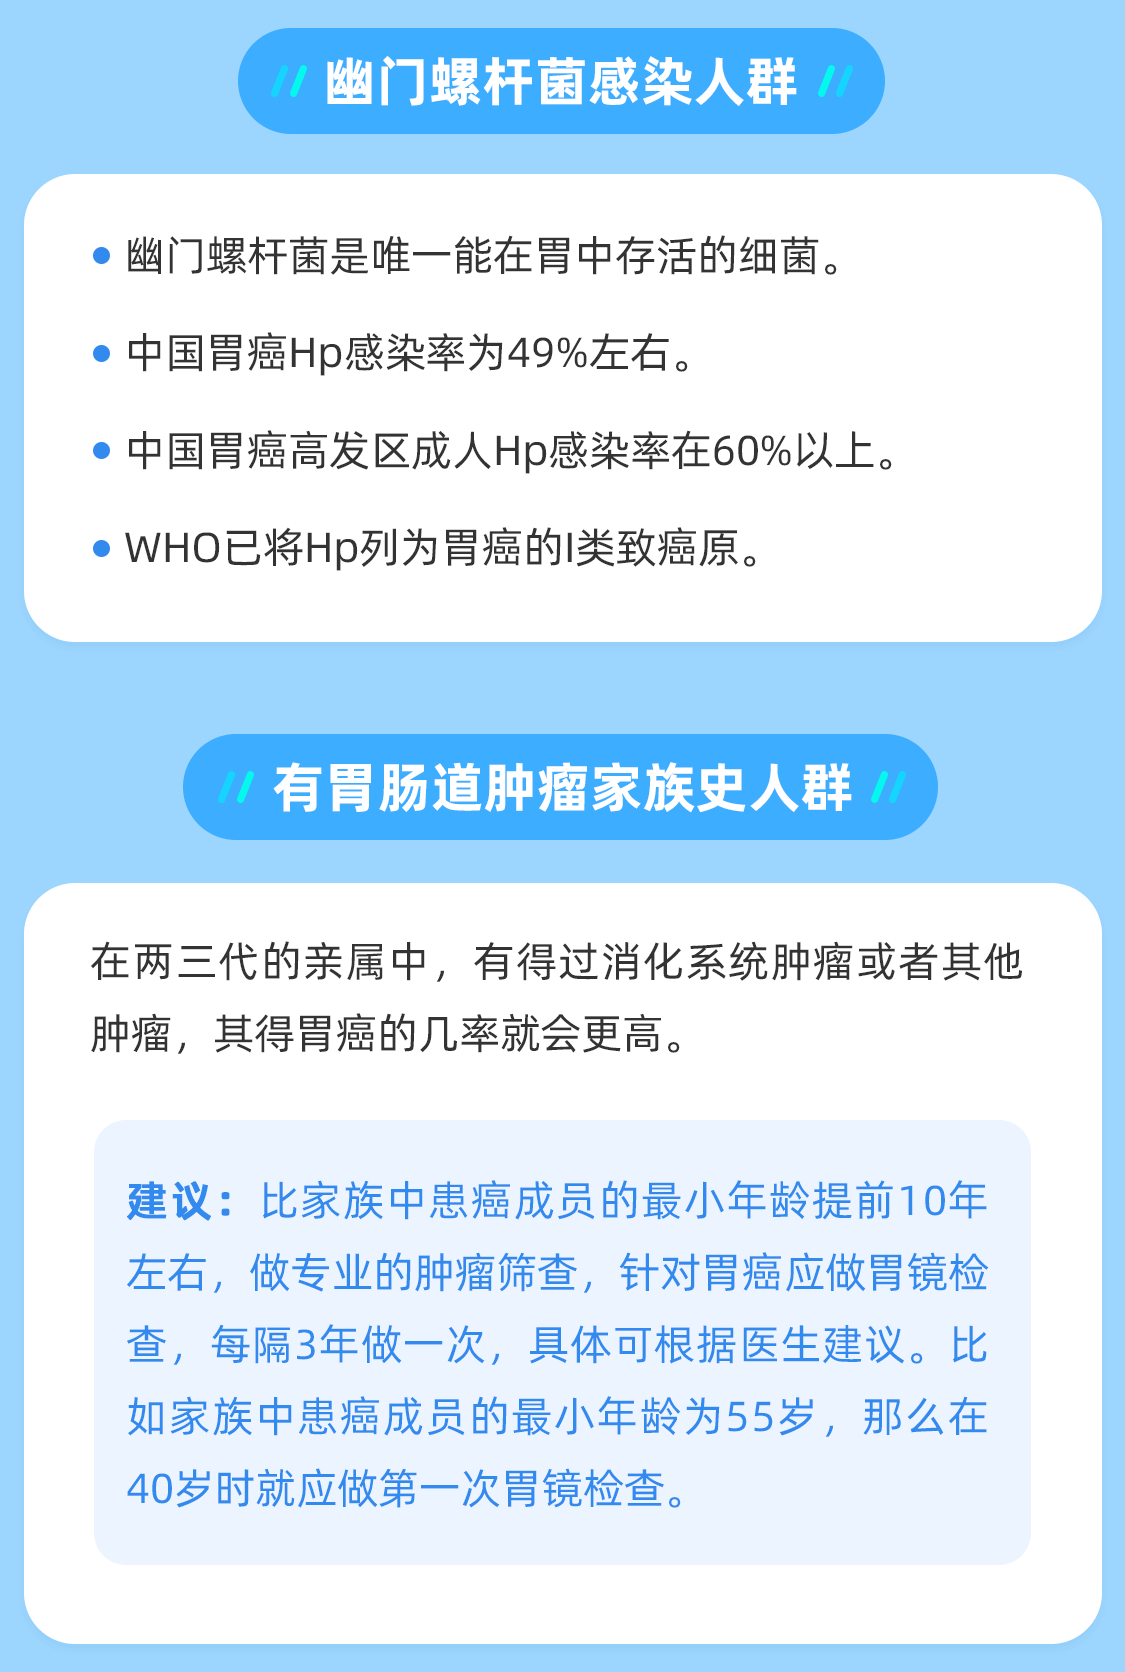 幽门螺杆菌感染人群
幽门螺杆菌是唯一能在胃中存活的细菌。
中国胃癌Hp感染率为49%左右。
中国胃癌高发区成人Hp感染率在60%以上。
WHO已将Hp列为胃癌的I类致癌原。
有胃肠道肿瘤家族史人群
在两三代的亲属中，有得过消化系统肿瘤或者其他
肿瘤，其得胃癌的几率就会更高。
建议：比家族中患癌成员的最小年龄提前10年
左右，做专业的肿瘤筛查，针对胃癌应做胃镜检
查，每隔3年做一次，具体可根据医生建议。比
如家族中患癌成员的最小年龄为55岁，那么在
40岁时就应做第一次胃镜检查。